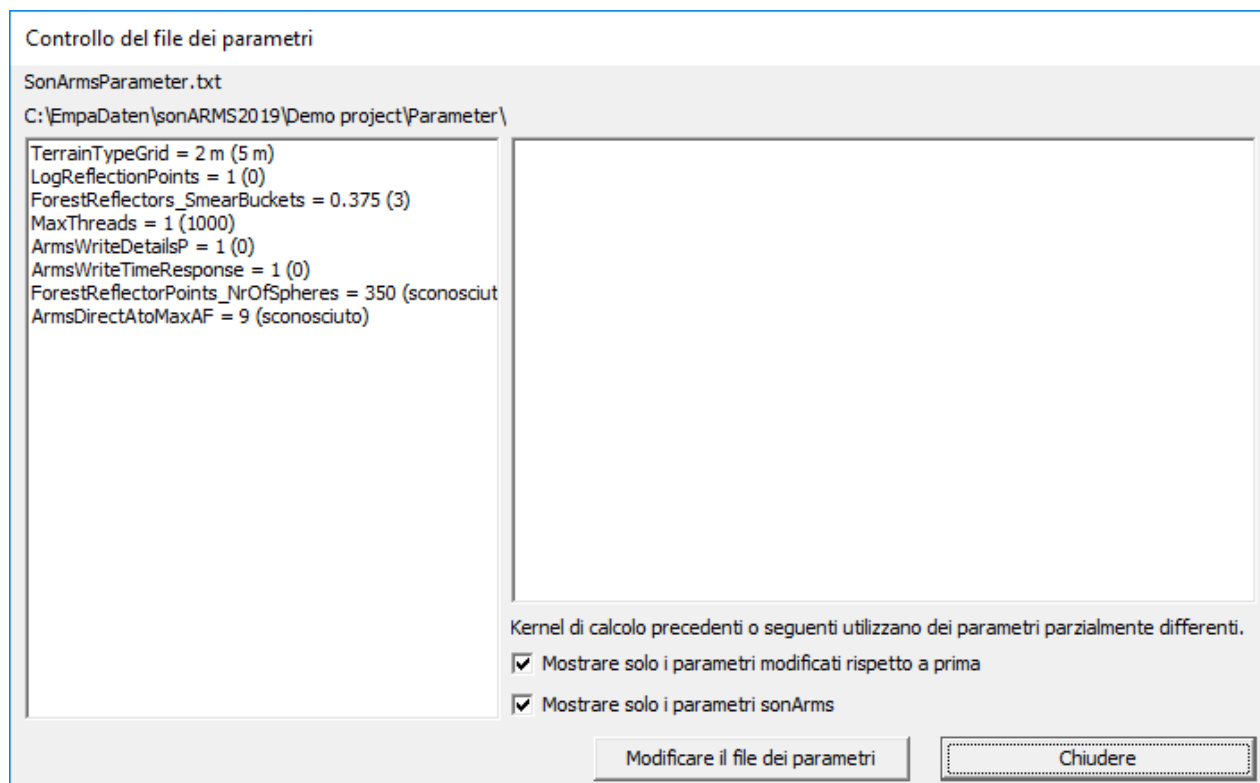 Controllo del file dei parametri
SonArmsParameter.txt
C:\EmpaDaten\sonARMS2019\Demo project\Parameter\
TerrainTypeGrid = 2 m (5 m)
LogReflectionPoints = 1 (0)
ForestReflectors_SmearBuckets = 0.375 (3)
MaxThreads = 1 (1000)
ArmsWriteDetailsP = 1 (0)
ArmsWriteTimeResponse = 1 (0)
ForestReflectorPoints_NrOfSpheres = 350 (sconosciut
ArmsDirectAtoMaxAF = 9 (sconosciuto)
Kernel di calcolo precedenti o seguenti utilizzano dei parametri parzialmente differenti.
Mostrare solo i parametri modificati rispetto a prima
Mostrare solo i parametri sonArms
Modificare il file dei parametri
Chiudere